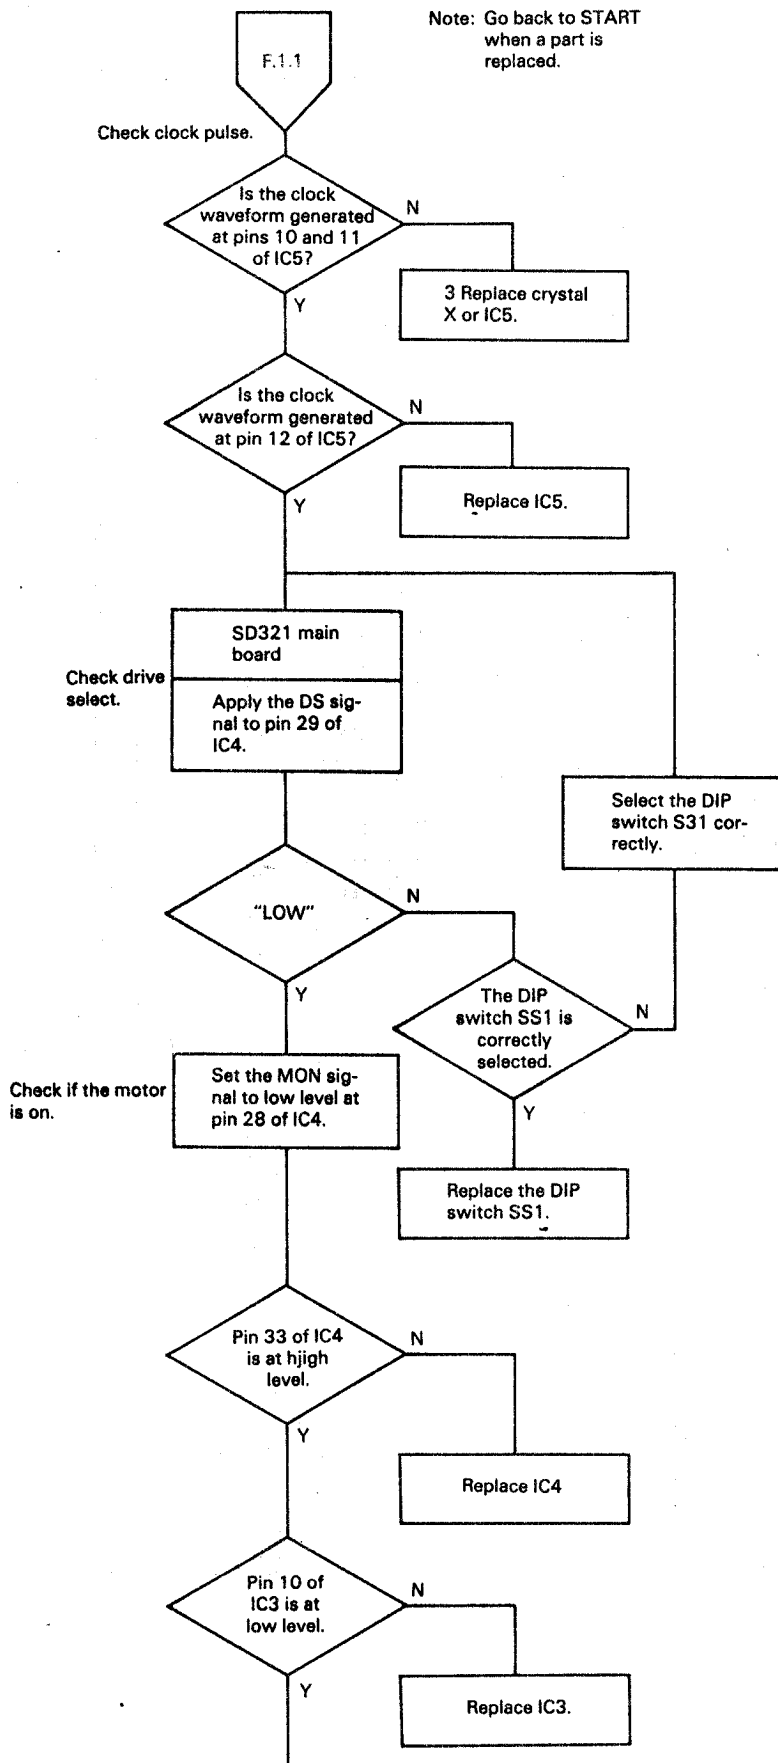 Note: Go back to START
when a part is
replaced.
F.1.1
Check clock pulse.
Is the clock
waveform generated
at pins 10 and 11
of IC5?
N
3 Replace crystal
X or IC5.
Y
Is the clock
waveform generated
at pin 12 of IC5?
N
Replace IC5.
Y
SD321 main
board
Check drive
select.
Apply the DS sig-
nal to pin 29 of
IC4.
Select the DIP
switch S31 cor-
rectly.
"LOW"
N
Y
The DIP
switch SS1 is
correctly
selected.
N
Y
Check if the motor
is on.
Set the MON sig-
nal to low level at
pin 28 of IC4.
Replace the DIP
switch SS1.
Pin 33 of IC4
is at hjigh
level.
N
Y
Replace IC4
Pin 10 of
IC3 is at
low level.
N
Y
Replace IC3.